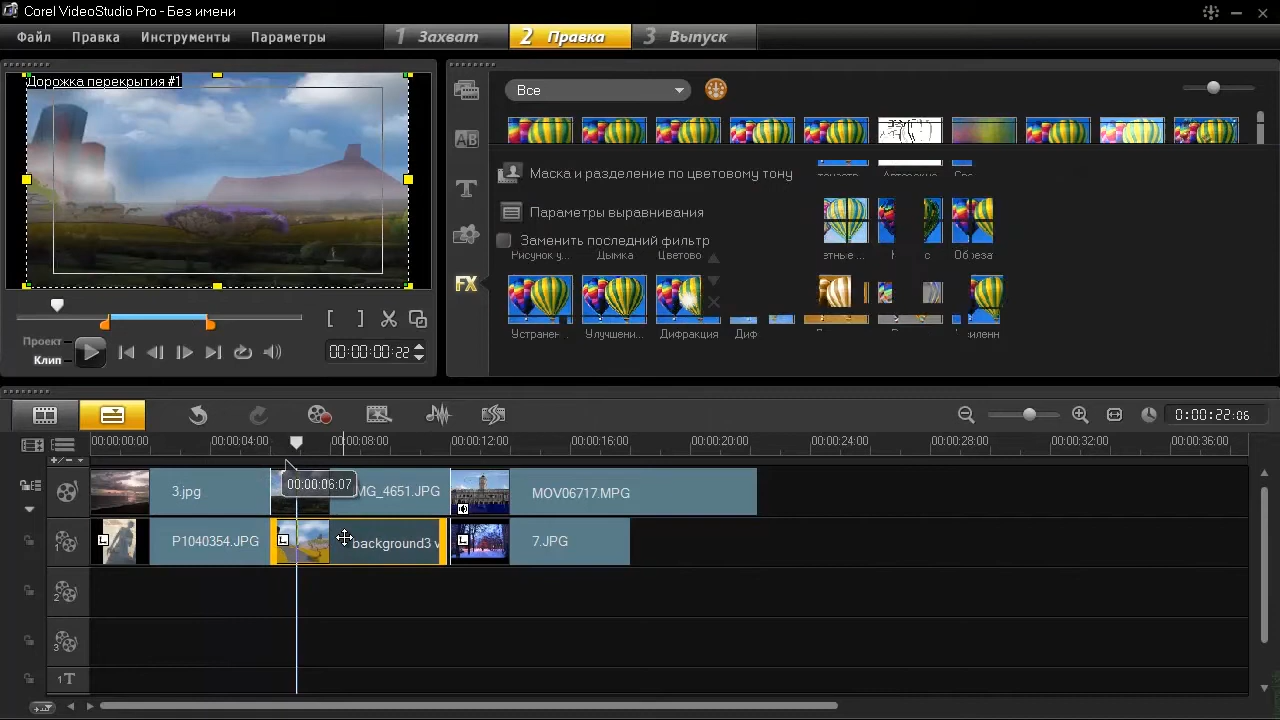 Corel VideoStudio Pro - Без имени
Файл Правка Инструменты Параметры
1 Захват 2 Правка 3 Выпуск
Дорожка перекрытия #1
Все
AB
T
FX
Маска и разделение по цветовому тону
Параметры выравнивания
Заменить последний фильтр
Рисунок у... Дымка Цветово
Устранен Улучшени... Дифракция Диф
Проект
Клип
00:00:00:22
0:00:22:06
00:00:00:00 00:00:04:00 00:00:08:00 00:00:12:00 00:00:16:00 00:00:20:00 00:00:24:00 00:00:28:00 00:00:32:00 00:00:36:00
00:00:06:07
3.jpg MG_4651.JPG MOV06717.MPG
1 P1040354.JPG background3 v 7.JPG
2
3
1T